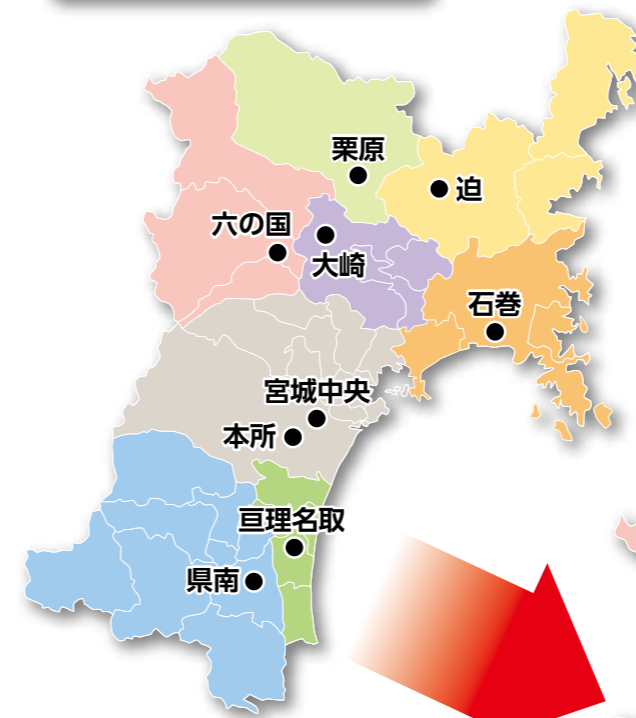 栗原
迫
六の国
大崎
石巻
宮城中央
本所
亘理名取
県南